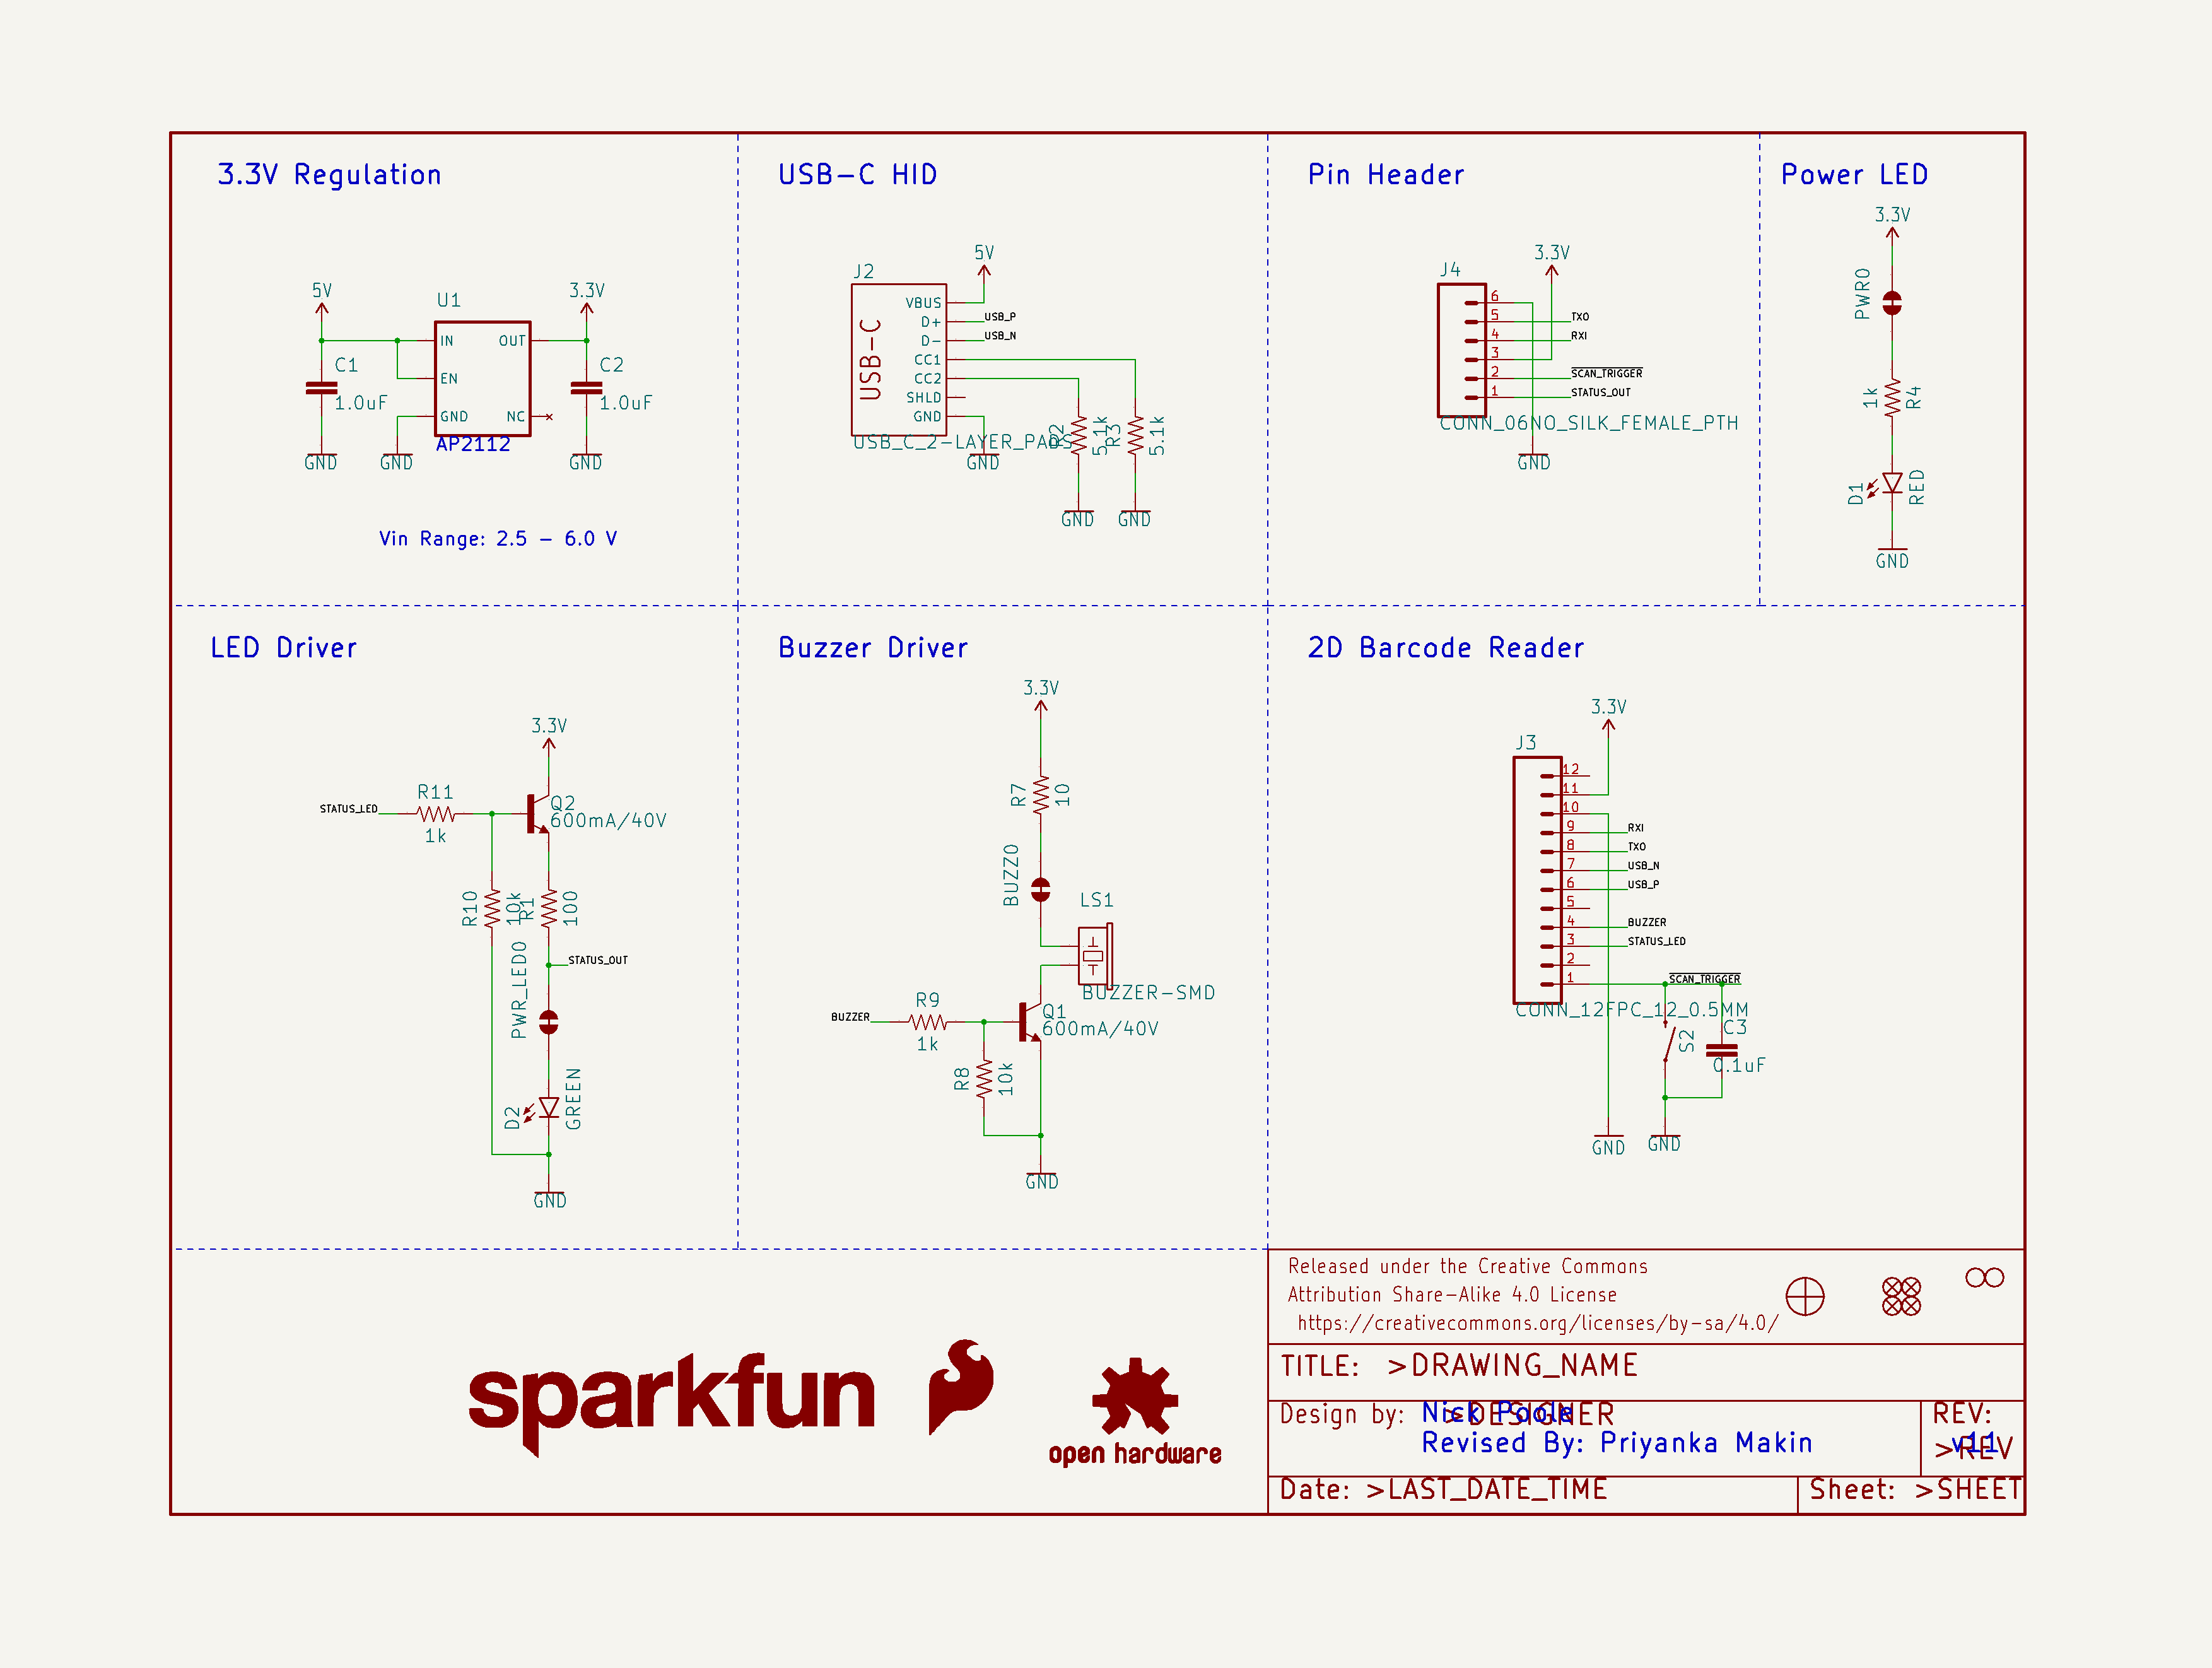 3.3V Regulation
5V
C1
1.0uF
GND
GND
U1
IN
EN
GND
OUT
NC
AP2112
3.3V
C2
1.0uF
GND
Vin Range: 2.5 – 6.0 V
USB-C HID
J2
USB-C
VBUS
D+
D-
CC1
CC2
SHLD
GND
USB_C_2-LAYER_PADS
5V
USB_P
USB_N
GND
R2
5.1k
R3
5.1k
GND
GND
Pin Header
J4
6
5
4
3
2
1
CONN_06NO_SILK_FEMALE_PTH
3.3V
TXO
RXI
SCAN_TRIGGER
STATUS_OUT
GND
Power LED
3.3V
PWR0
1k
R4
D1
RED
GND
LED Driver
3.3V
STATUS_LED
R11
1k
Q2
600mA/40V
R10
10k
R1
100
STATUS_OUT
PWR_LED0
D2
GREEN
GND
Buzzer Driver
3.3V
R7
10
BUZZ0
LS1
BUZZER-SMD
BUZZER
R9
1k
Q1
600mA/40V
R8
10k
GND
2D Barcode Reader
3.3V
J3
12
11
10
9
8
7
6
5
4
3
2
1
RXI
TXO
USB_N
USB_P
BUZZER
STATUS_LED
SCAN_TRIGGER
CONN_12FPC_12_0.5MM
S2
C3
0.1uF
GND
GND
Released under the Creative Commons
Attribution Share-Alike 4.0 License
https://creativecommons.org/licenses/by-sa/4.0/
TITLE: >DRAWING_NAME
Design by: Nick Poole
>DESIGNER
Revised By: Priyanka Makin
REV:
v11
>REV
Date: >LAST_DATE_TIME
Sheet: >SHEET
sparkfun
open hardware